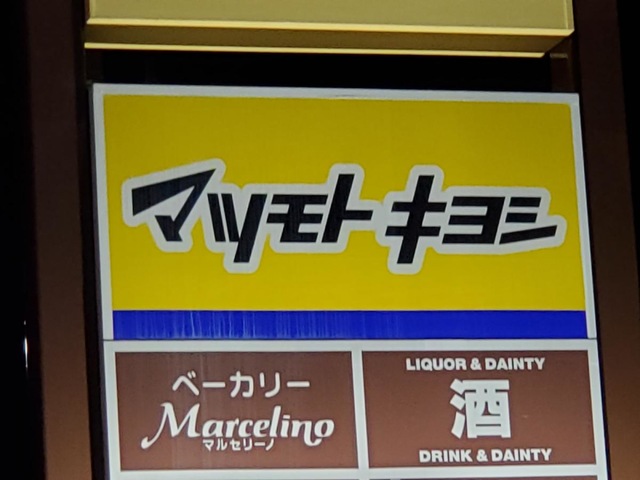 マツモトキヨシ
ベーカリー
Marcelino
マルセリーノ
LIQUOR & DAINTY
酒
DRINK & DAINTY